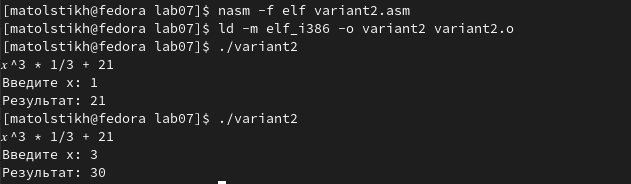 [matolstikh@fedora lab07]$ nasm -f elf variant2.asm
[matolstikh@fedora lab07]$ ld -m elf_i386 -o variant2 variant2.o
[matolstikh@fedora lab07]$ ./variant2
𝑥^3 * 1/3 + 21
Введите x: 1
Результат: 21
[matolstikh@fedora lab07]$ ./variant2
𝑥^3 * 1/3 + 21
Введите x: 3
Результат: 30